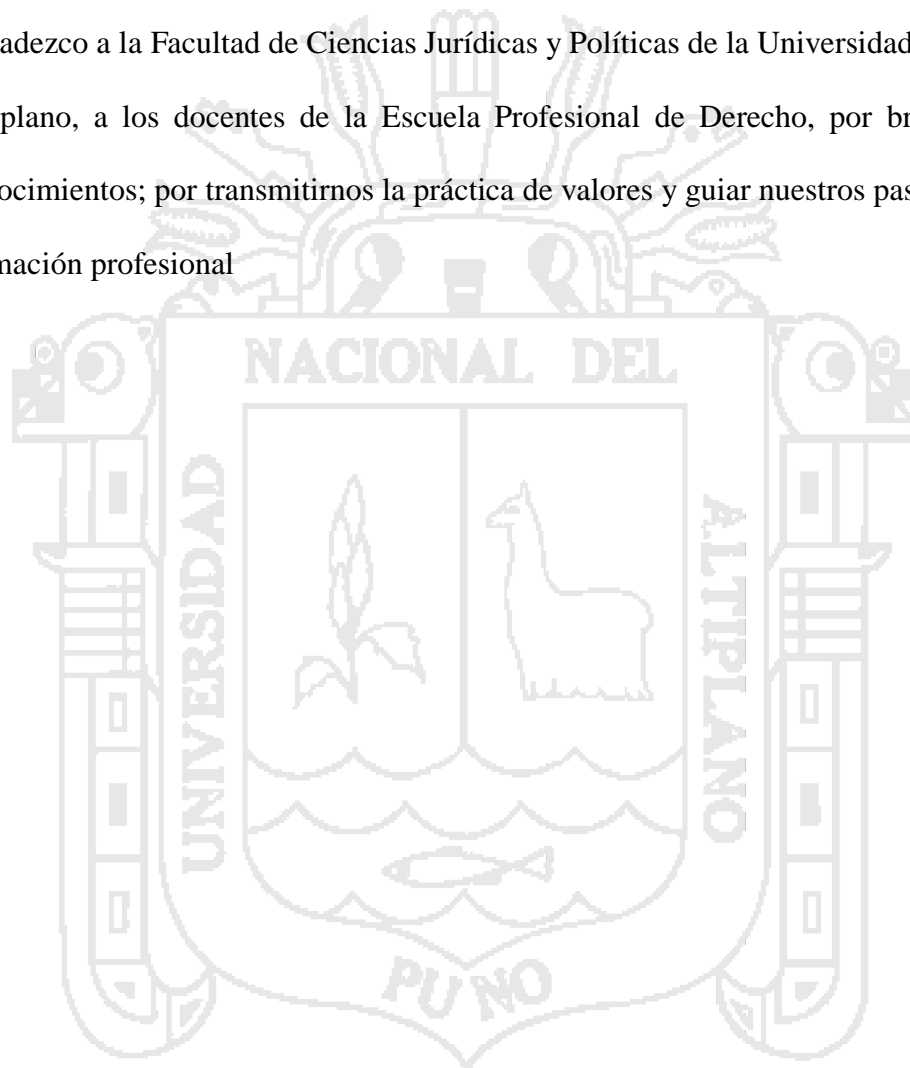 adezco a la Facultad de Ciencias Jurídicas y Políticas de la Universidad
plano, a los docentes de la Escuela Profesional de Derecho, por br
ocimientos; por transmitirnos la práctica de valores y guiar nuestros pas
mación profesional
NACIONAL DEL
UNIVERSIDAD
ALTIPLANO
PUNO